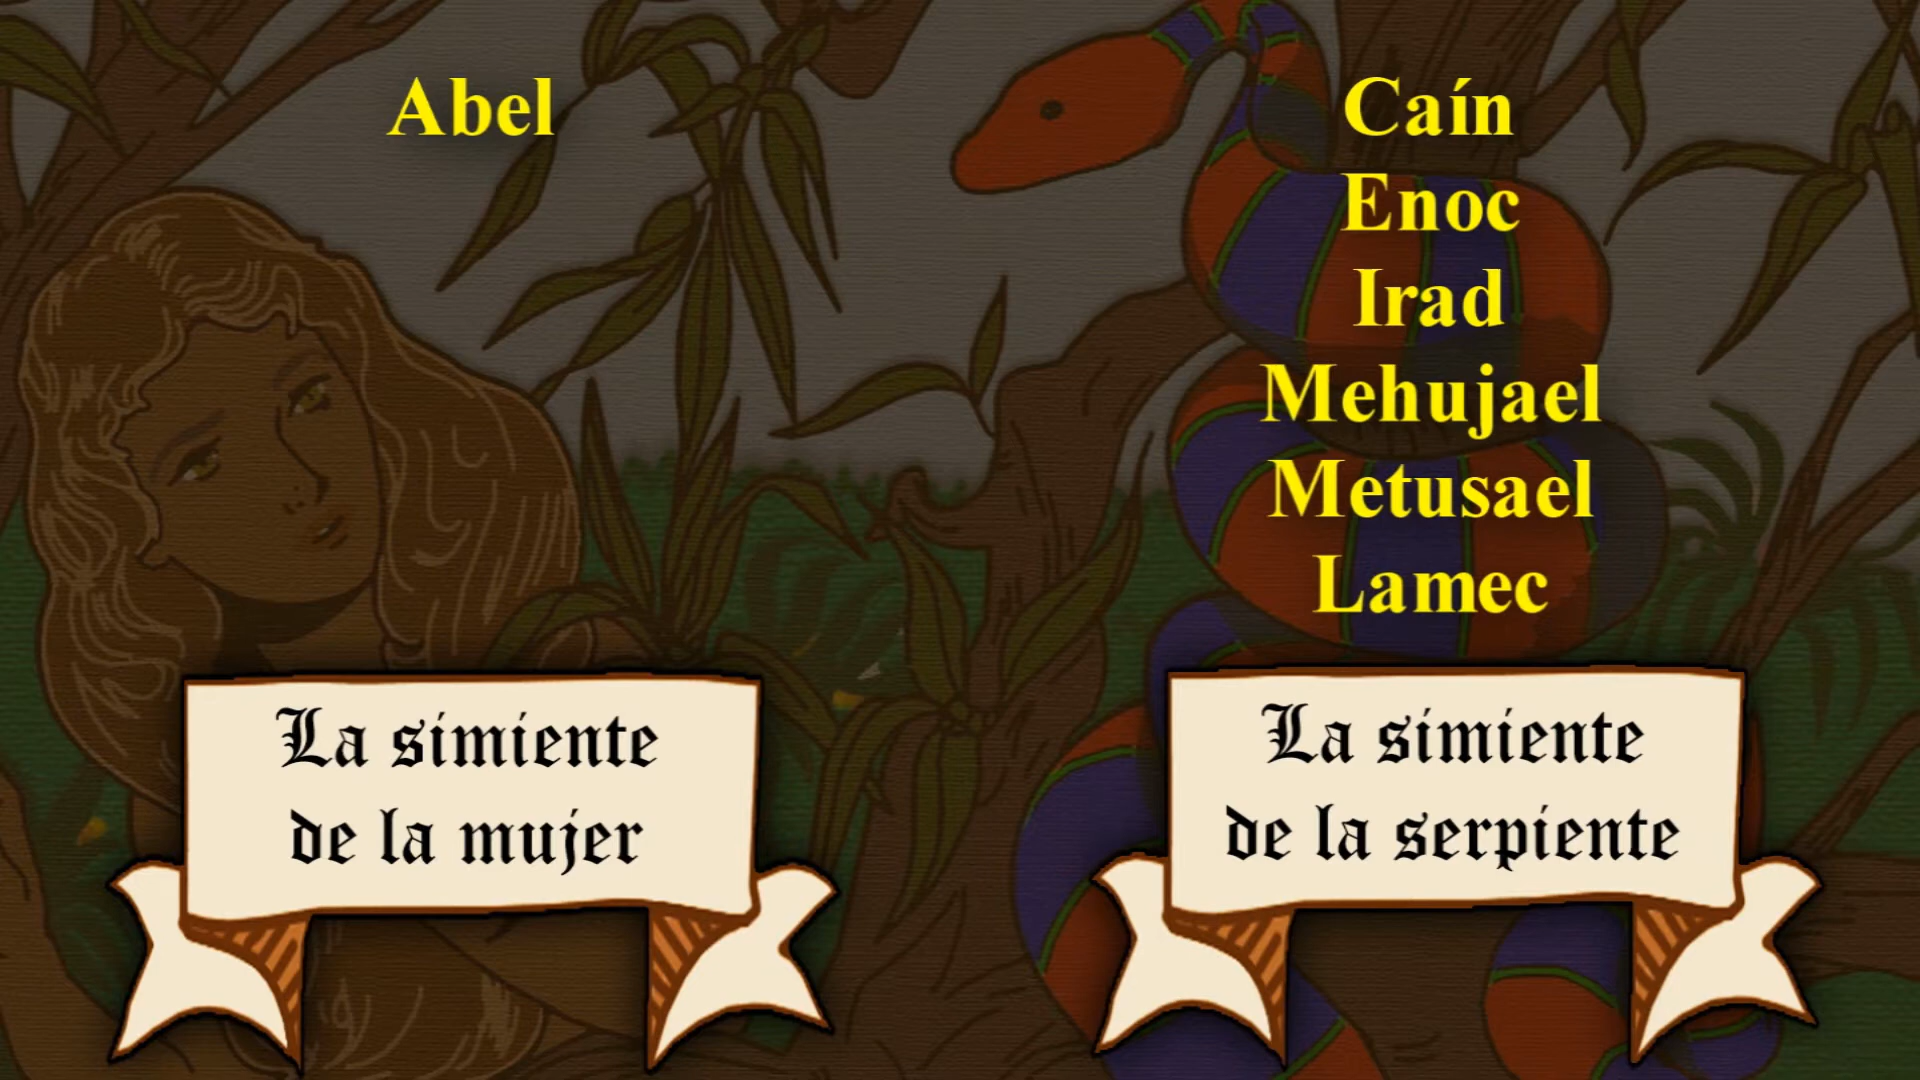 Abel
Caín
Enoc
Irad
Mehujael
Metusael
Lamec
La simiente
de la mujer
La simiente
de la serpiente